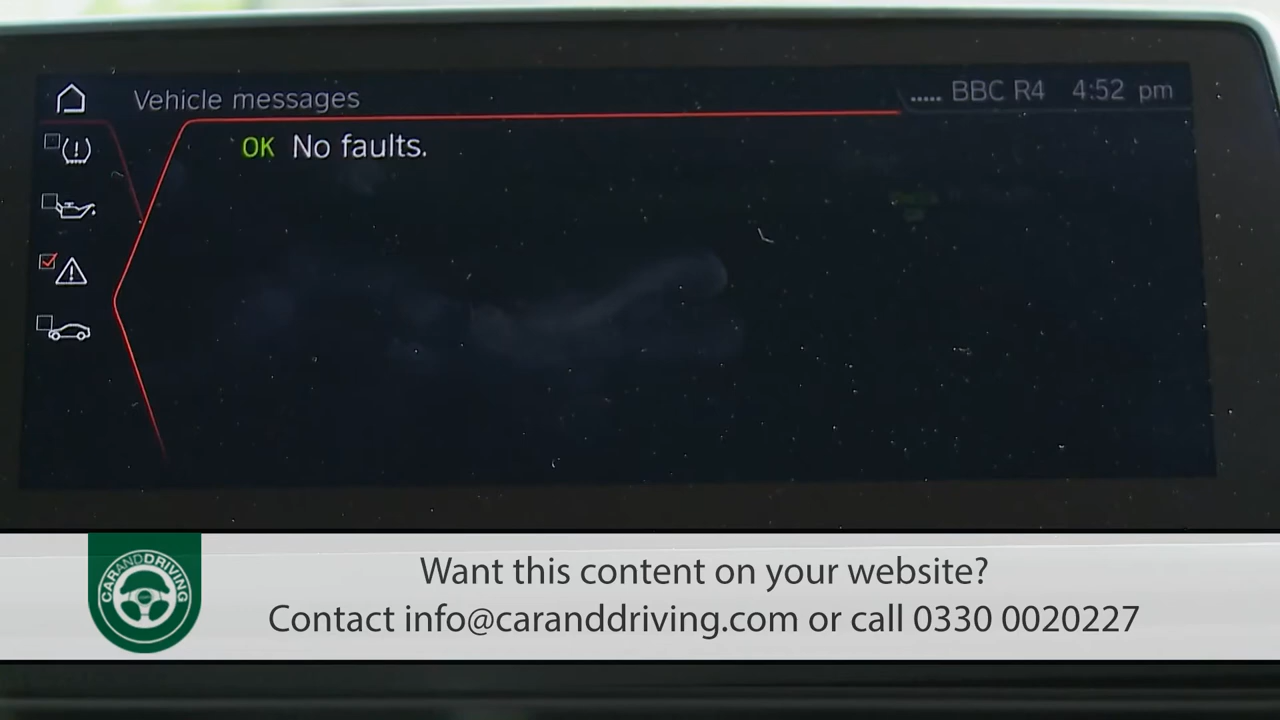 Vehicle messages
BBC R4 4:52 pm
OK No faults.
CARANDDRIVING
Want this content on your website?
Contact info@caranddriving.com or call 0330 0020227